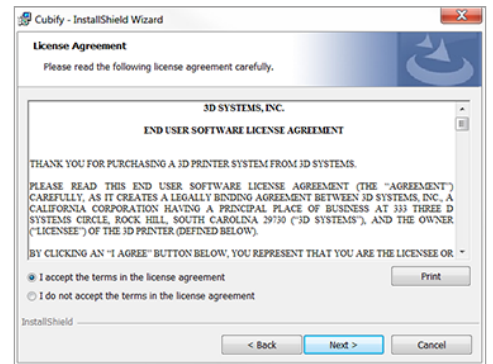 Cubify - InstallShield Wizard
License Agreement
Please read the following license agreement carefully.
3D SYSTEMS, INC.
END USER SOFTWARE LICENSE AGREEMENT
THANK YOU FOR PURCHASING A 3D PRINTER SYSTEM FROM 3D SYSTEMS.
PLEASE READ THIS END USER SOFTWARE LICENSE AGREEMENT (THE "AGREEMENT")
CAREFULLY, AS IT CREATES A LEGALLY BINDING AGREEMENT BETWEEN 3D SYSTEMS, INC., A
CALIFORNIA CORPORATION HAVING A PRINCIPAL PLACE OF BUSINESS AT 333 THREE D
SYSTEMS CIRCLE, ROCK HILL, SOUTH CAROLINA 29730 ("3D SYSTEMS"), AND THE OWNER
("LICENSEE") OF THE 3D PRINTER (DEFINED BELOW).
BY CLICKING AN "I AGREE" BUTTON BELOW, YOU REPRESENT THAT YOU ARE THE LICENSEE OR
I accept the terms in the license agreement
Print
I do not accept the terms in the license agreement
InstallShield
< Back
Next >
Cancel